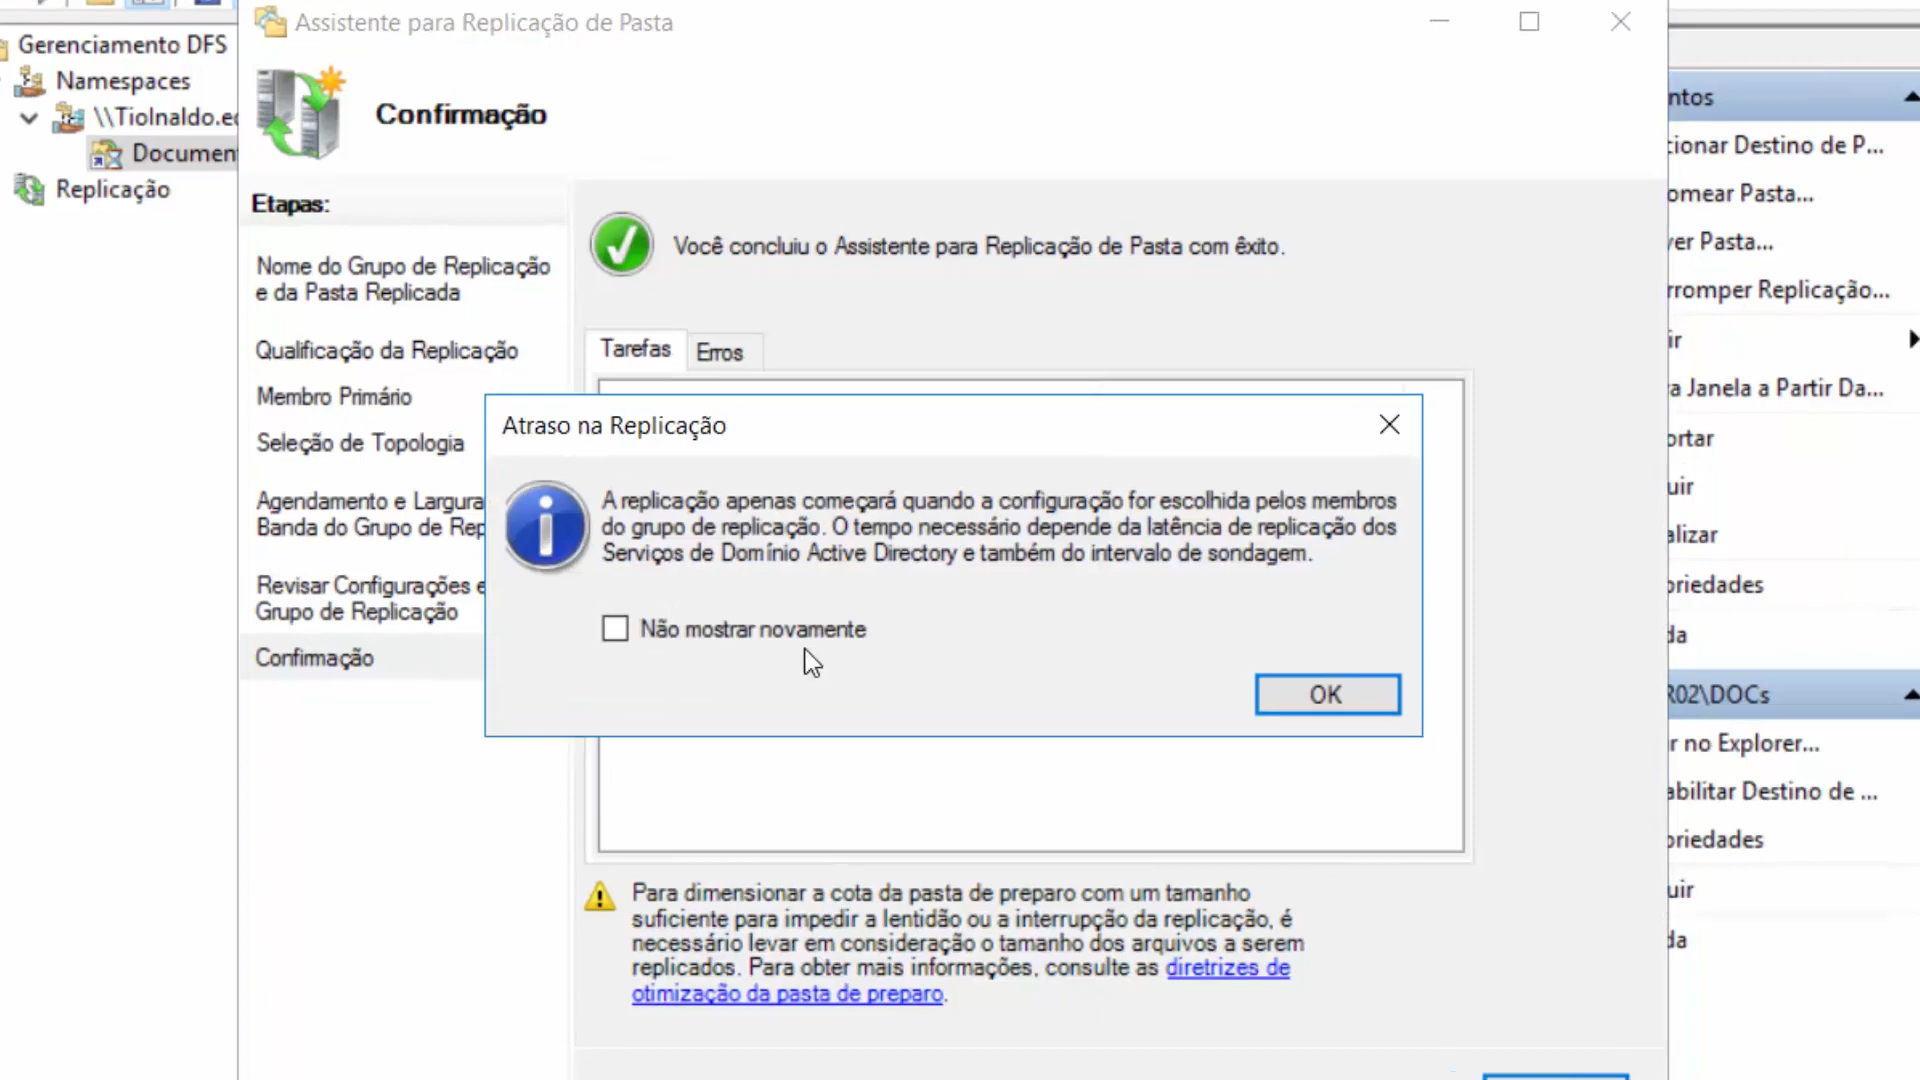 Assistente para Replicação de Pasta
Gerenciamento DFS
Namespaces
\\TioInaldo.ec
Document
Replicação
Confirmação
Etapas:
Nome do Grupo de Replicação
e da Pasta Replicada
Qualificação da Replicação
Membro Primário
Seleção de Topologia
Agendamento e Largura
Banda do Grupo de Rep
Revisar Configurações e
Grupo de Replicação
Confirmação
Você concluiu o Assistente para Replicação de Pasta com êxito.
Tarefas
Erros
Atraso na Replicação
A replicação apenas começará quando a configuração for escolhida pelos membros
do grupo de replicação. O tempo necessário depende da latência de replicação dos
Serviços de Domínio Active Directory e também do intervalo de sondagem.
Não mostrar novamente
OK
Para dimensionar a cota da pasta de preparo com um tamanho
suficiente para impedir a lentidão ou a interrupção da replicação, é
necessário levar em consideração o tamanho dos arquivos a serem
replicados. Para obter mais informações, consulte as diretrizes de
otimização da pasta de preparo.
ntos
cionar Destino de P...
omear Pasta...
ver Pasta...
rromper Replicação...
ir
a Janela a Partir Da...
ortar
uir
alizar
priedades
da
R02\DOCs
r no Explorer...
abilitar Destino de ...
priedades
uir
da